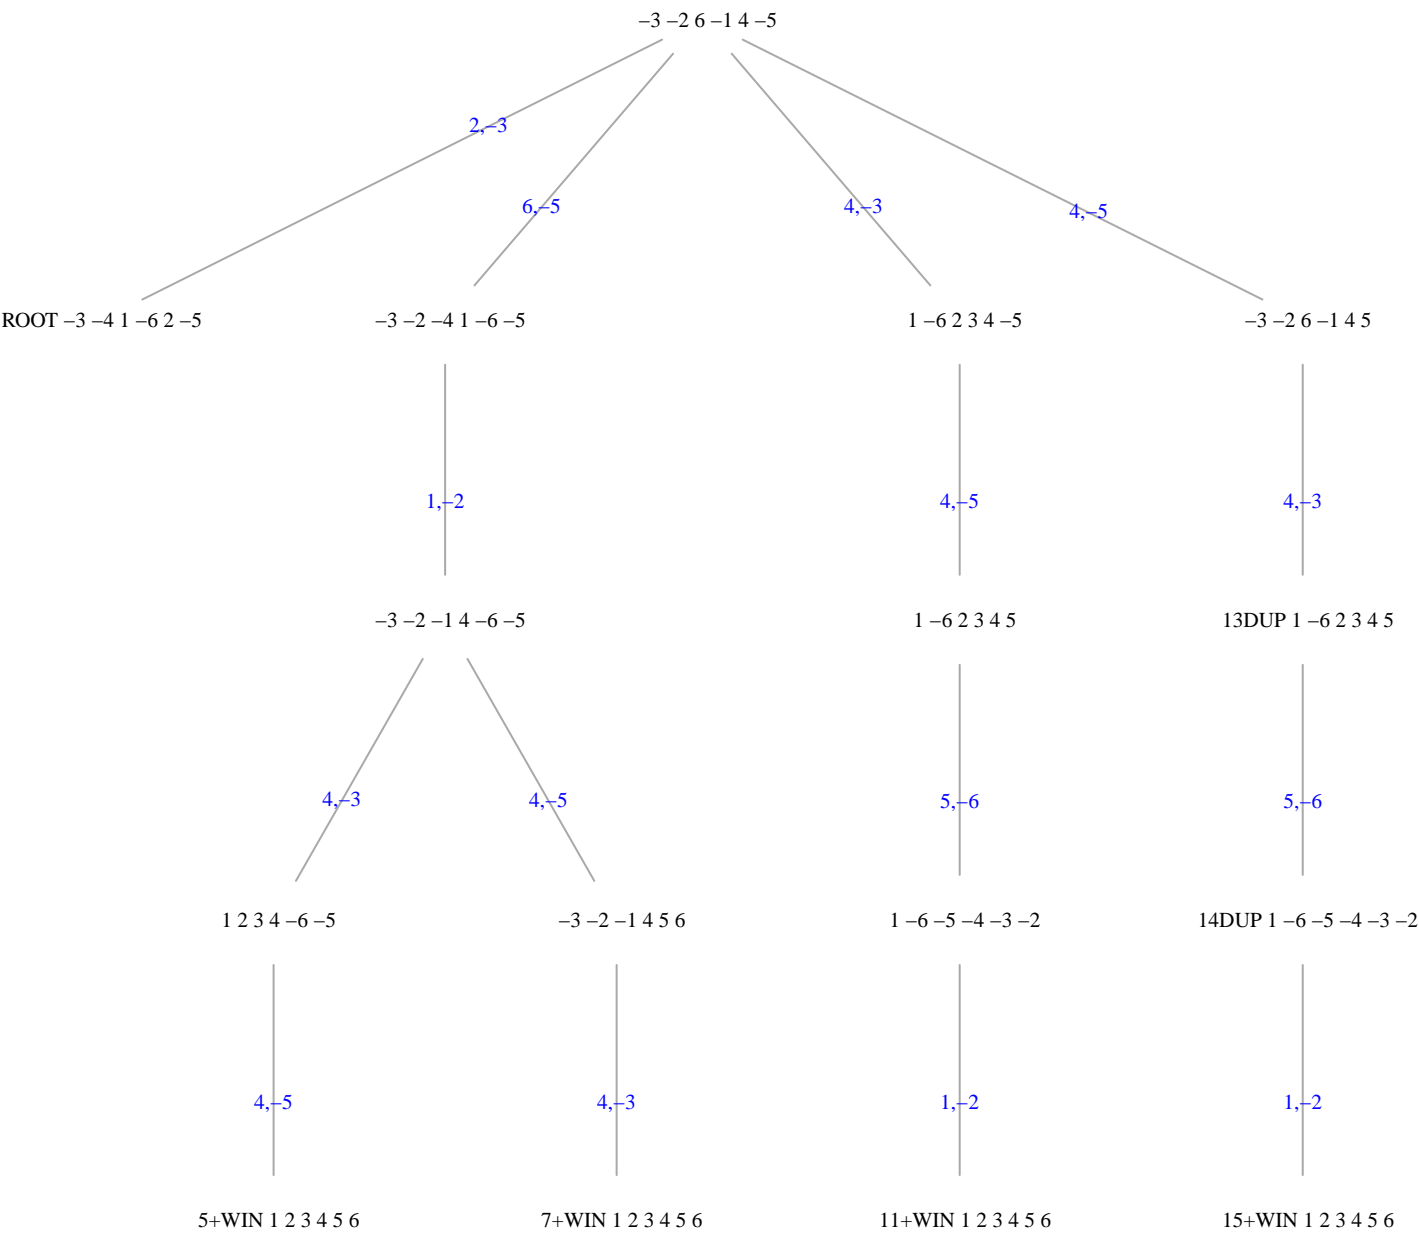 −3 −2 6 −1 4 −5
2,−3
6,−5
4,−3
4,−5
ROOT −3 −4 1 −6 2 −5
−3 −2 −4 1 −6 −5
1 −6 2 3 4 −5
−3 −2 6 −1 4 5
1,−2
4,−5
4,−3
−3 −2 −1 4 −6 −5
1 −6 2 3 4 5
13DUP 1 −6 2 3 4 5
4,−3
4,−5
5,−6
5,−6
1 2 3 4 −6 −5
−3 −2 −1 4 5 6
1 −6 −5 −4 −3 −2
14DUP 1 −6 −5 −4 −3 −2
4,−5
4,−3
1,−2
1,−2
5+WIN 1 2 3 4 5 6
7+WIN 1 2 3 4 5 6
11+WIN 1 2 3 4 5 6
15+WIN 1 2 3 4 5 6